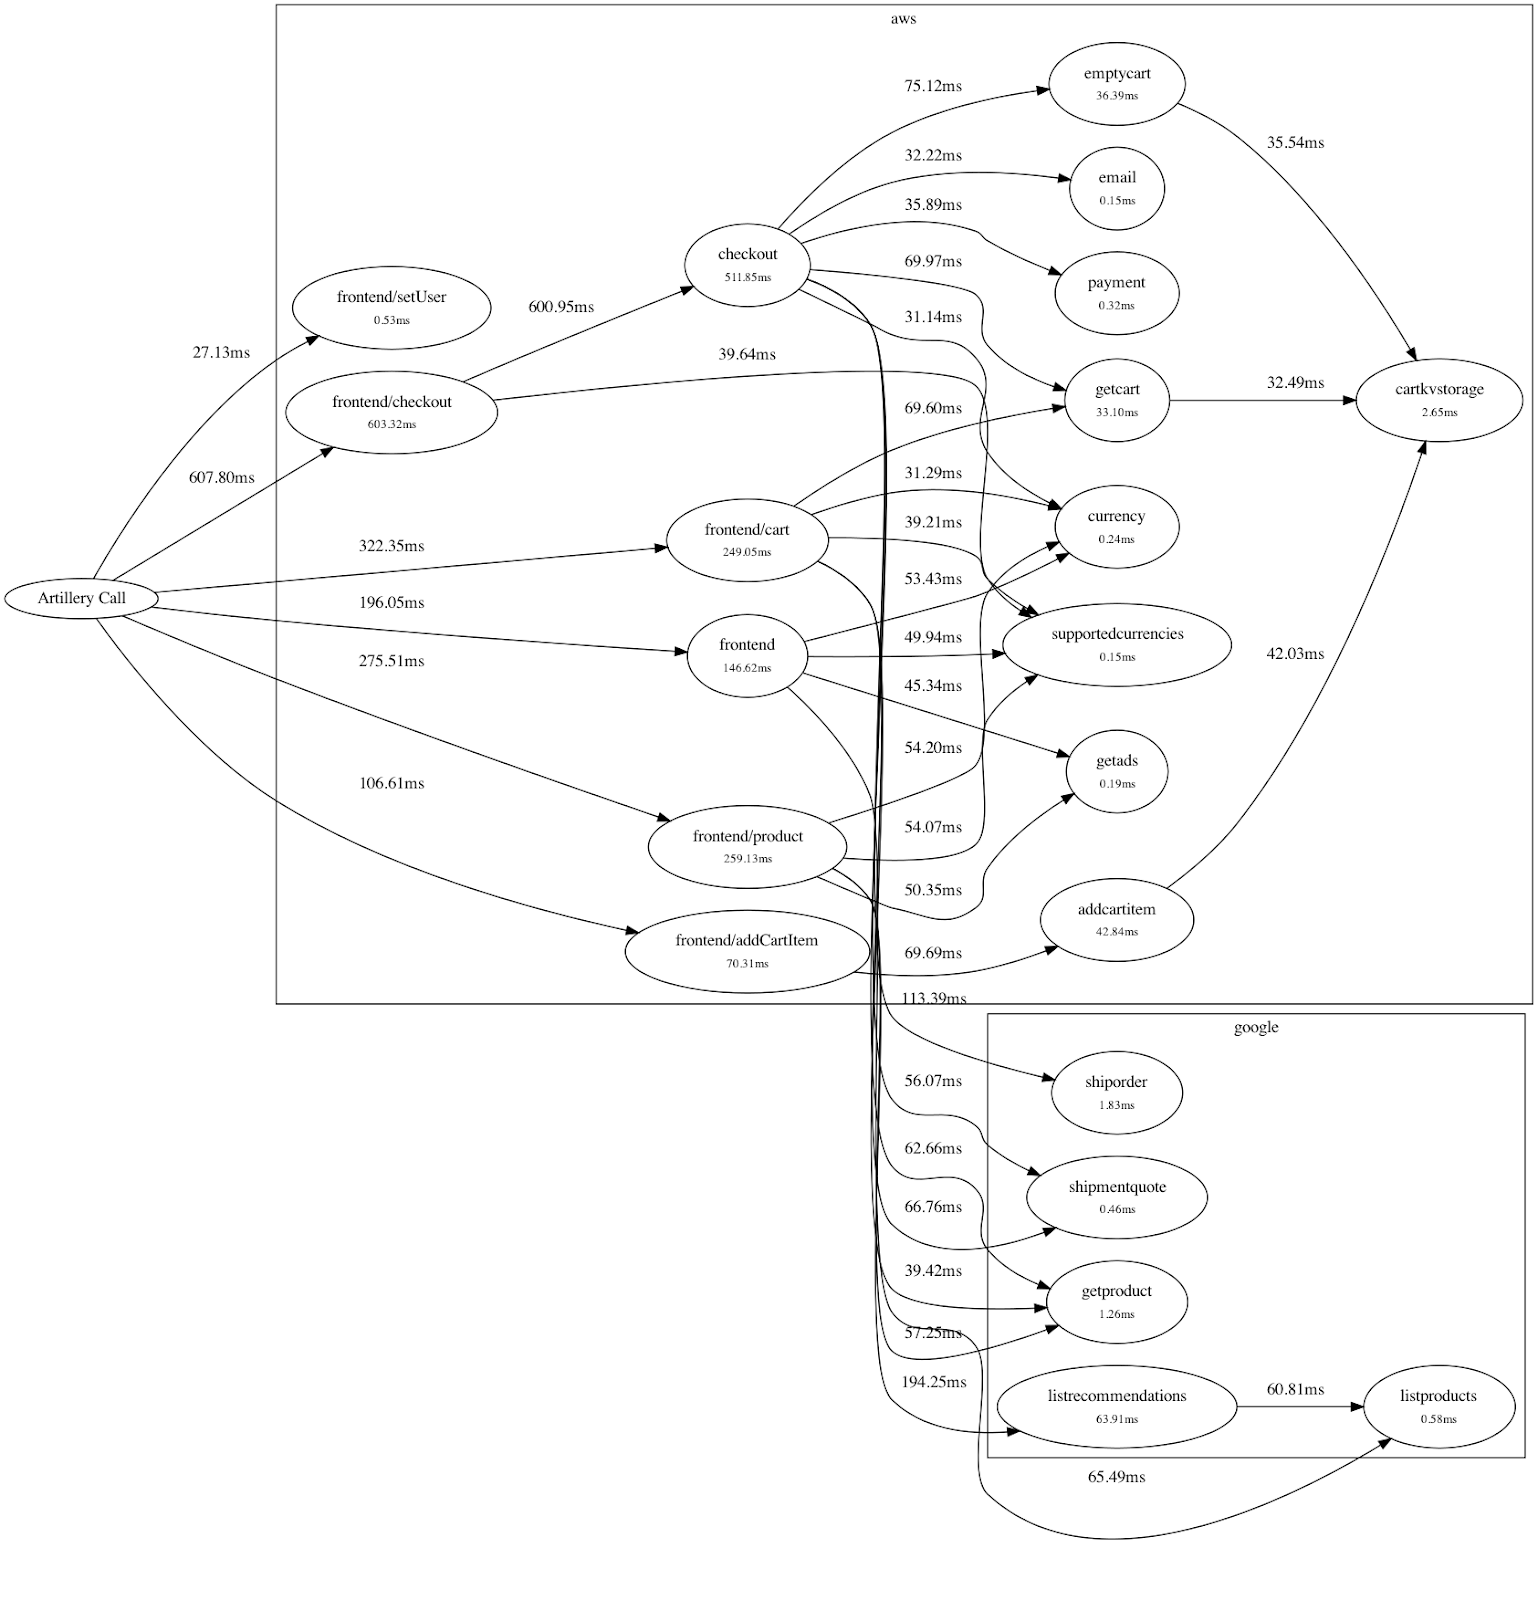 aws
emptycart
36.39ms
75.12ms
35.54ms
32.22ms
email
0.15ms
35.89ms
checkout
511.85ms
69.97ms
payment
0.32ms
frontend/setUser
0.53ms
600.95ms
31.14ms
27.13ms
39.64ms
frontend/checkout
603.32ms
69.60ms
getcart
33.10ms
32.49ms
cartkvstorage
2.65ms
607.80ms
31.29ms
frontend/cart
249.05ms
39.21ms
currency
0.24ms
322.35ms
53.43ms
Artillery Call
196.05ms
49.94ms
supportedcurrencies
0.15ms
frontend
146.62ms
275.51ms
45.34ms
42.03ms
54.20ms
getads
0.19ms
106.61ms
54.07ms
frontend/product
259.13ms
50.35ms
addcartitem
42.84ms
frontend/addCartItem
70.31ms
69.69ms
113.39ms
google
56.07ms
shiporder
1.83ms
62.66ms
shipmentquote
0.46ms
66.76ms
39.42ms
getproduct
1.26ms
57.25ms
194.25ms
listrecommendations
63.91ms
60.81ms
listproducts
0.58ms
65.49ms